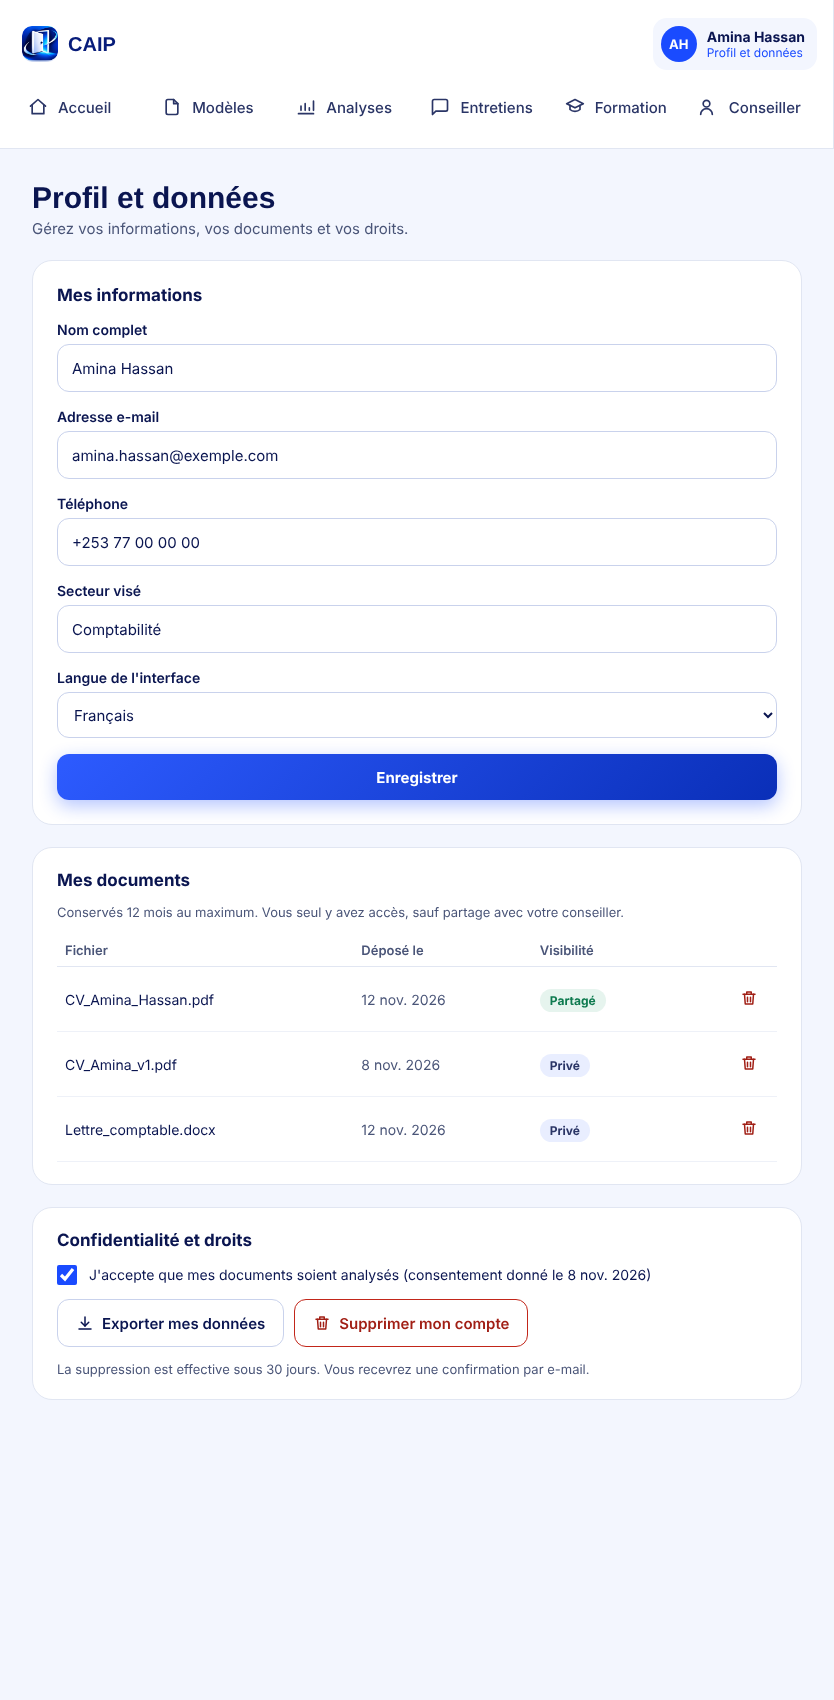 CAIP
AH
Amina Hassan
Profil et données
Accueil
Modèles
Analyses
Entretiens
Formation
Conseiller
Profil et données
Gérez vos informations, vos documents et vos droits.
Mes informations
Nom complet
Amina Hassan
Adresse e-mail
amina.hassan@exemple.com
Téléphone
+253 77 00 00 00
Secteur visé
Comptabilité
Langue de l'interface
Français
Enregistrer
Mes documents
Conservés 12 mois au maximum. Vous seul y avez accès, sauf partage avec votre conseiller.
Fichier Déposé le Visibilité
CV_Amina_Hassan.pdf 12 nov. 2026 Partagé
CV_Amina_v1.pdf 8 nov. 2026 Privé
Lettre_comptable.docx 12 nov. 2026 Privé
Confidentialité et droits
J'accepte que mes documents soient analysés (consentement donné le 8 nov. 2026)
Exporter mes données
Supprimer mon compte
La suppression est effective sous 30 jours. Vous recevrez une confirmation par e-mail.